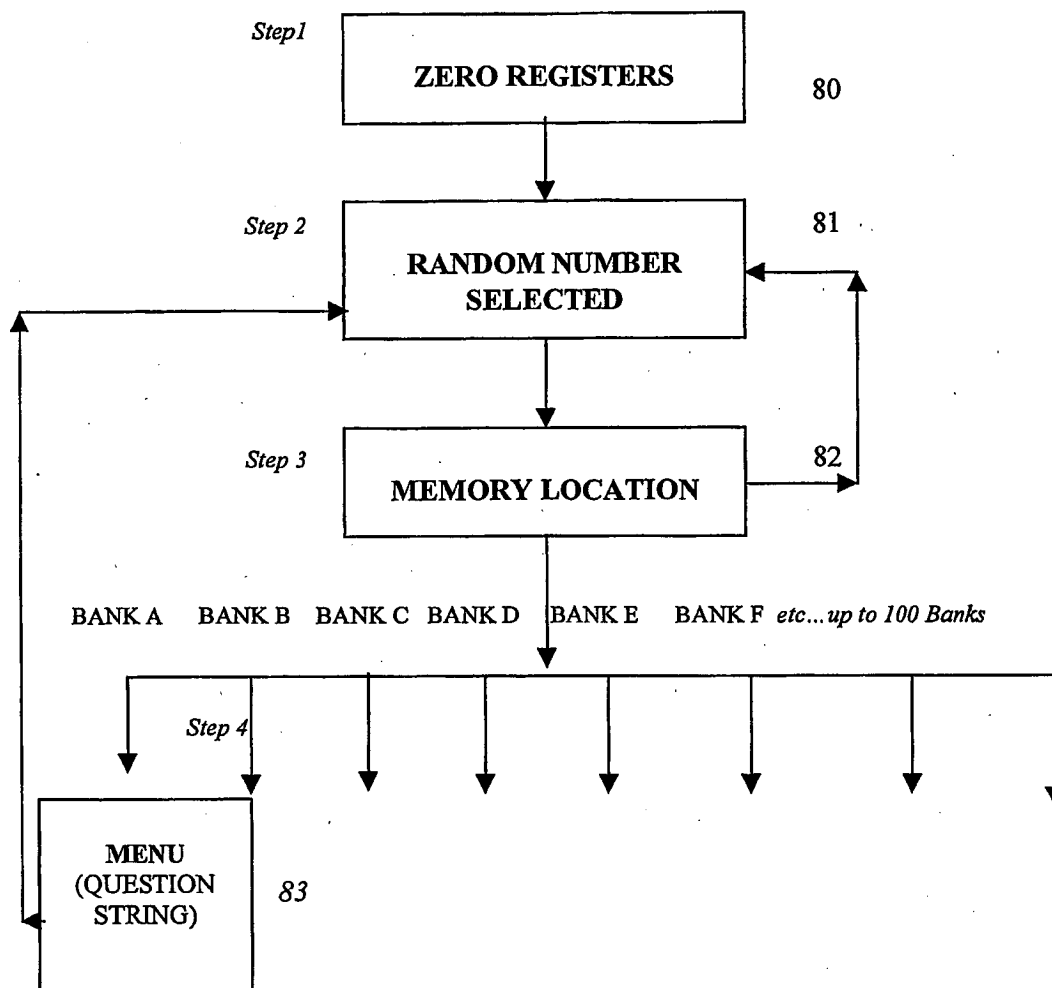 Step1
ZERO REGISTERS
80
Step 2
81
RANDOM NUMBER
SELECTED
Step 3
82
MEMORY LOCATION
BANK A BANK B BANK C BANK D BANK E BANK F etc...up to 100 Banks
Step 4
MENU
(QUESTION
STRING)
83